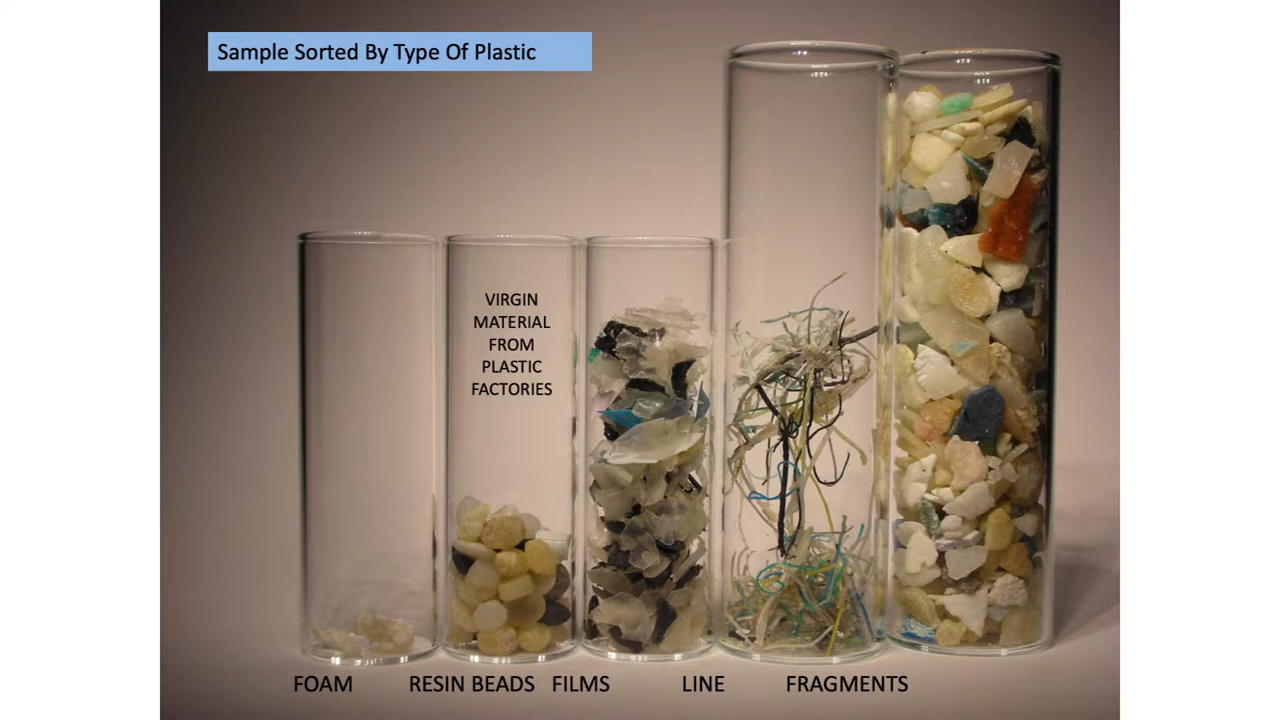 Sample Sorted By Type Of Plastic
VIRGIN
MATERIAL
FROM
PLASTIC
FACTORIES
FOAM
RESIN BEADS
FILMS
LINE
FRAGMENTS